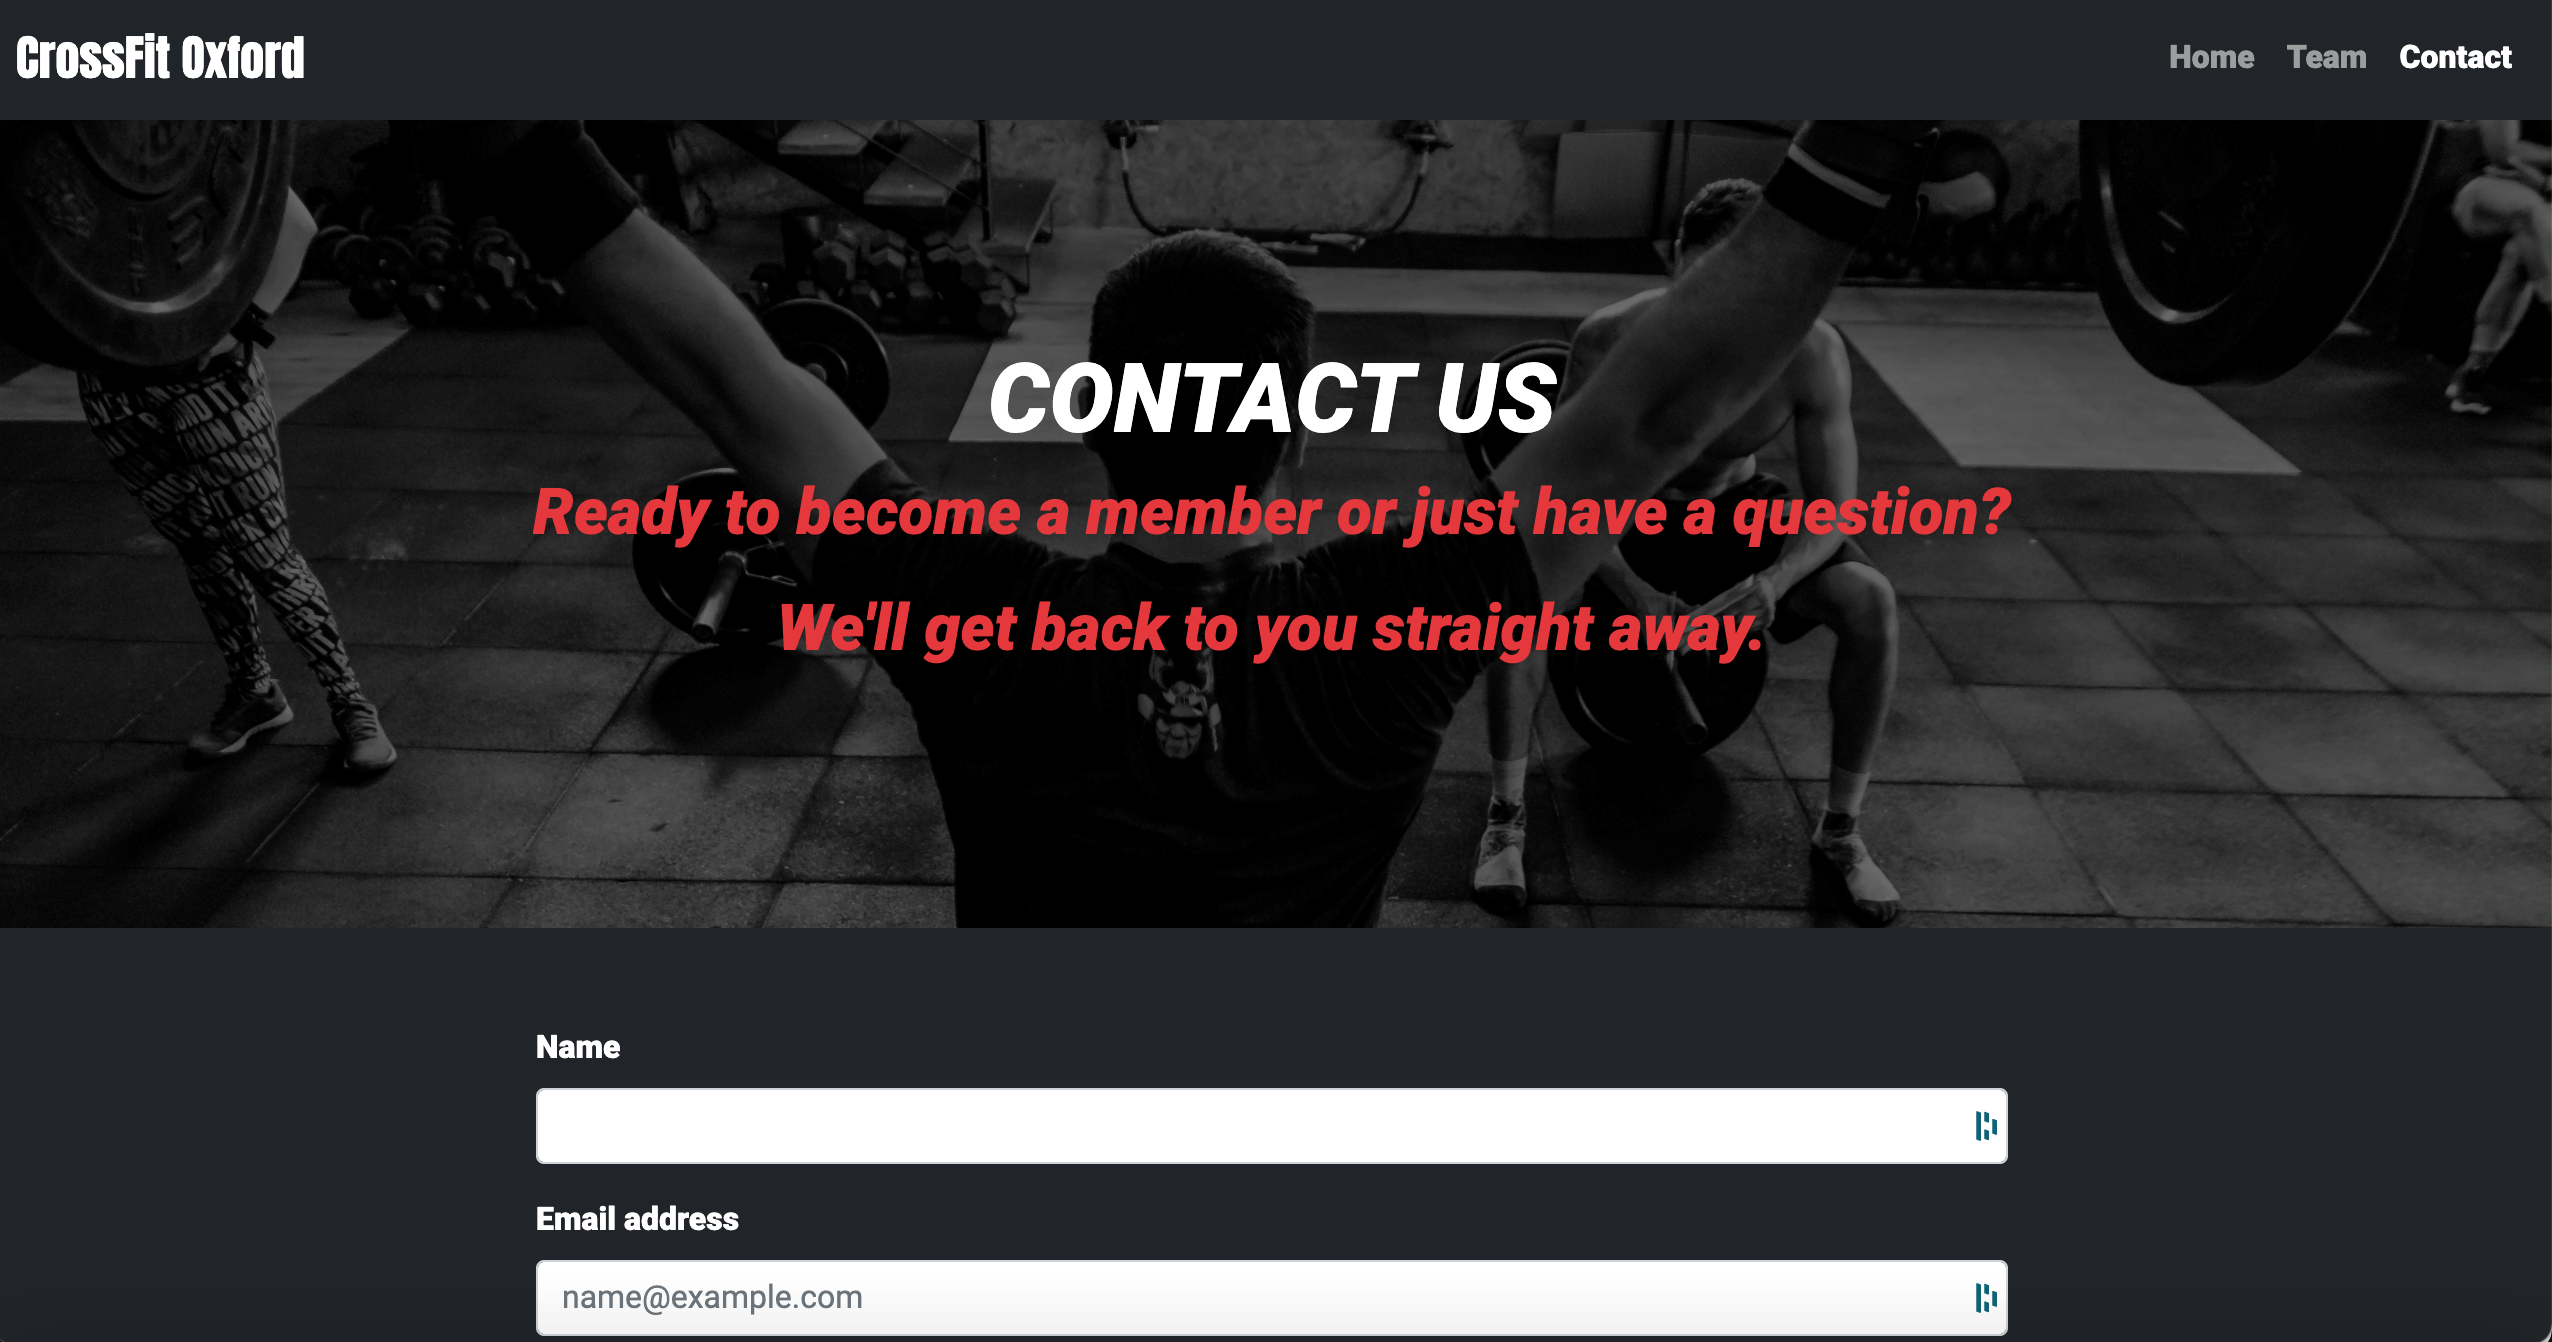 CrossFit Oxford
Home Team Contact
CONTACT US
Ready to become a member or just have a question?
We'll get back to you straight away.
Name
Email address
name@example.com